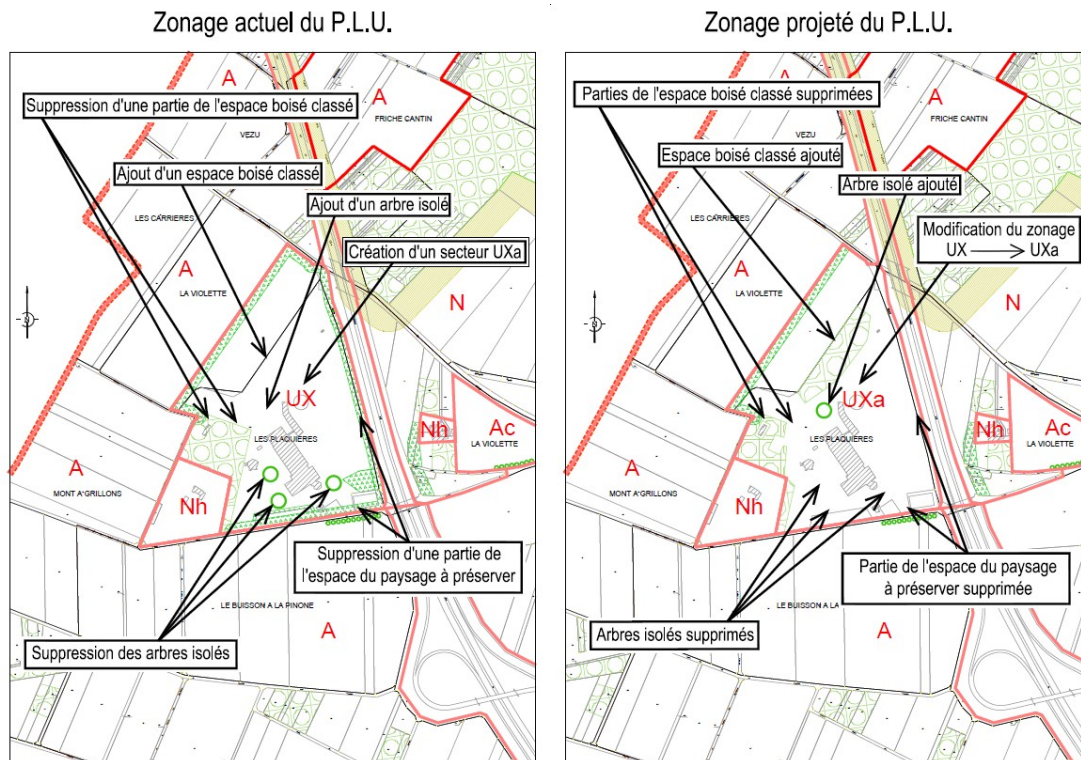 Zonage actuel du P.L.U.
A
Suppression d'une partie de l'espace boisé classé
A
VEZU
FRICHE CANTIN
Ajout d'un espace boisé classé
Ajout d'un arbre isolé
LES CARRIERES
Création d'un secteur UXa
A
LA VIOLETTE
N
UX
LES PLAQUIÈRES
Nh
Ac
LA VIOLETTE
A
MONT A GRILLONS
Nh
Suppression d'une partie de
l'espace du paysage à préserver
LE BUISSON A LA PINONE
A
Suppression des arbres isolés
Zonage projeté du P.L.U.
A
Parties de l'espace boisé classé supprimées
A
VEZU
FRICHE CANTIN
Espace boisé classé ajouté
Arbre isolé ajouté
LES CARRIERES
Modification du zonage
UX UXa
A
LA VIOLETTE
N
UXa
LES PLAQUIÈRES
Nh
Ac
LA VIOLETTE
A
MONT A GRILLONS
Nh
Partie de l'espace du paysage
à préserver supprimée
LE BUISSON A LA
A
Arbres isolés supprimés